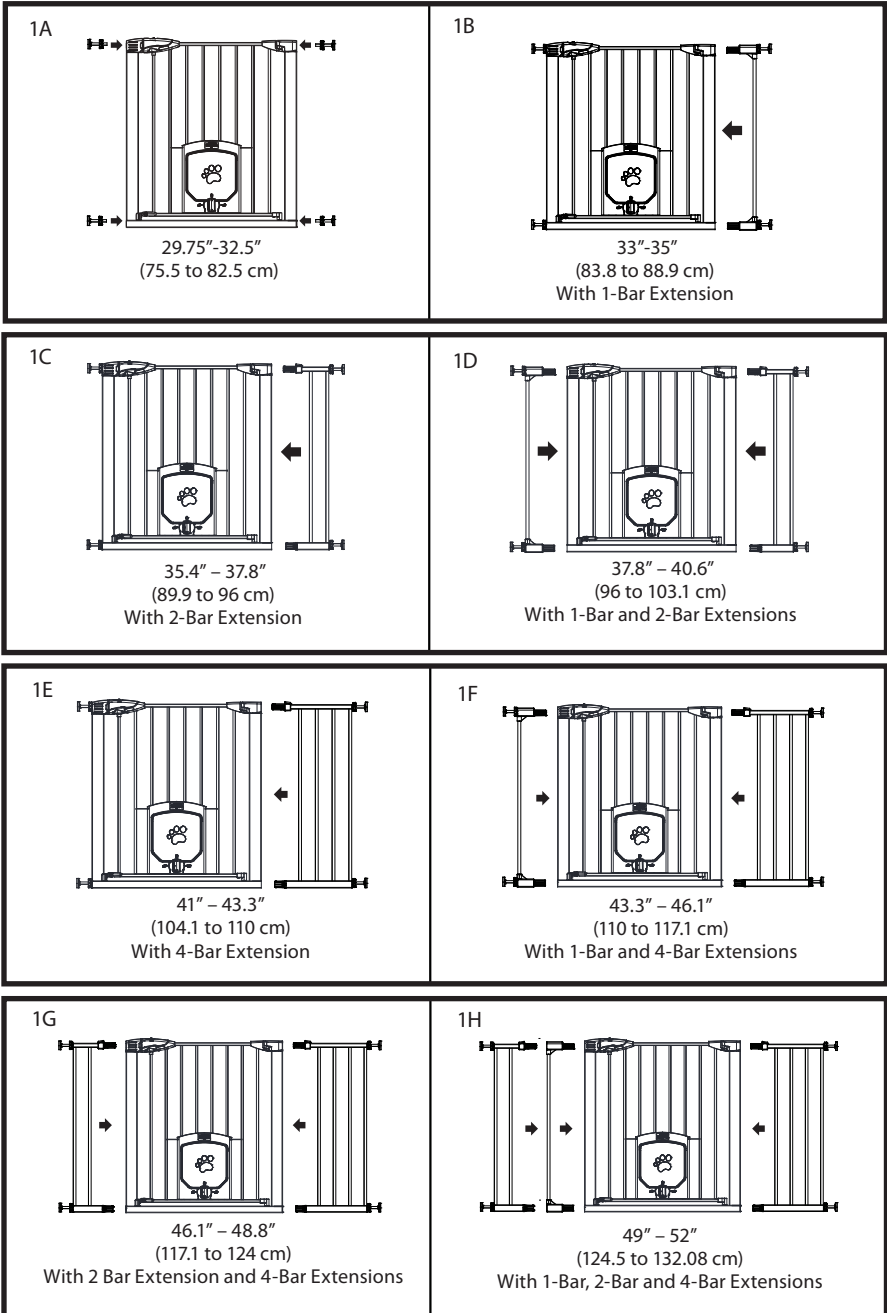 1A
29.75”-32.5”
(75.5 to 82.5 cm)
1B
33”-35”
(83.8 to 88.9 cm)
With 1-Bar Extension
1C
35.4” – 37.8”
(89.9 to 96 cm)
With 2-Bar Extension
1D
37.8” – 40.6”
(96 to 103.1 cm)
With 1-Bar and 2-Bar Extensions
1E
41” – 43.3”
(104.1 to 110 cm)
With 4-Bar Extension
1F
43.3” – 46.1”
(110 to 117.1 cm)
With 1-Bar and 4-Bar Extensions
1G
46.1” – 48.8”
(117.1 to 124 cm)
With 2 Bar Extension and 4-Bar Extensions
1H
49” – 52”
(124.5 to 132.08 cm)
With 1-Bar, 2-Bar and 4-Bar Extensions